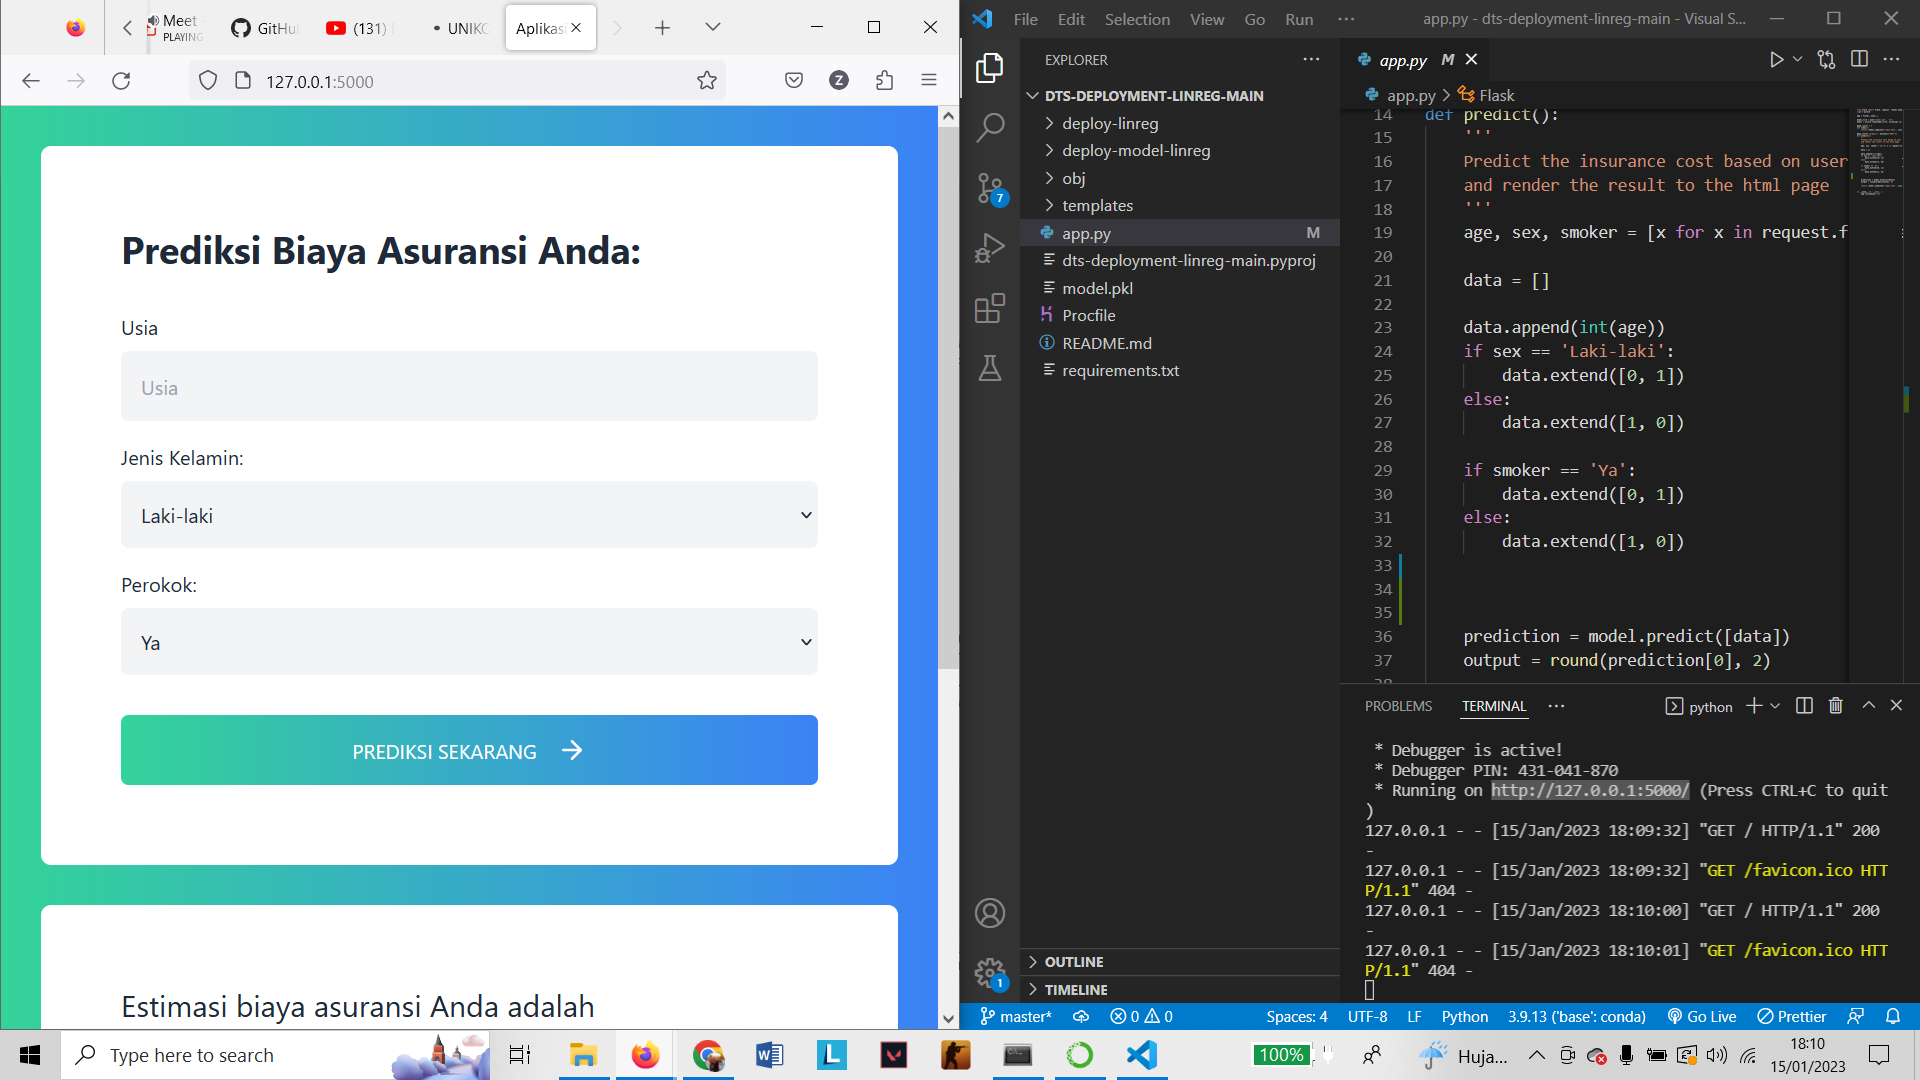 Meet
PLAYING
GitHu
(131)
• UNIKO
Aplikasi
127.0.0.1:5000
Prediksi Biaya Asuransi Anda:
Usia
Usia
Jenis Kelamin:
Laki-laki
Perokok:
Ya
PREDIKSI SEKARANG
Estimasi biaya asuransi Anda adalah
File Edit Selection View Go Run ···
app.py - dts-deployment-linreg-main - Visual S...
EXPLORER
DTS-DEPLOYMENT-LINREG-MAIN
deploy-linreg
deploy-model-linreg
obj
templates
app.py M
dts-deployment-linreg-main.pyproj
model.pkl
Procfile
README.md
requirements.txt
OUTLINE
TIMELINE
7
1
app.py M
app.py > Flask
14 def predict():
15 '''
16 Predict the insurance cost based on user
17 and render the result to the html page
18 '''
19 age, sex, smoker = [x for x in request.f
20
21 data = []
22
23 data.append(int(age))
24 if sex == 'Laki-laki':
25 data.extend([0, 1])
26 else:
27 data.extend([1, 0])
28
29 if smoker == 'Ya':
30 data.extend([0, 1])
31 else:
32 data.extend([1, 0])
33
34
35
36 prediction = model.predict([data])
37 output = round(prediction[0], 2)
PROBLEMS TERMINAL ··· python
* Debugger is active!
* Debugger PIN: 431-041-870
* Running on http://127.0.0.1:5000/ (Press CTRL+C to quit
)
127.0.0.1 - - [15/Jan/2023 18:09:32] "GET / HTTP/1.1" 200
-
127.0.0.1 - - [15/Jan/2023 18:09:32] "GET /favicon.ico HTT
P/1.1" 404 -
127.0.0.1 - - [15/Jan/2023 18:10:00] "GET / HTTP/1.1" 200
-
127.0.0.1 - - [15/Jan/2023 18:10:01] "GET /favicon.ico HTT
P/1.1" 404 -
master* 0 0 Spaces: 4 UTF-8 LF Python 3.9.13 ('base': conda) Go Live Prettier
Type here to search
100%
Huja...
18:10
15/01/2023